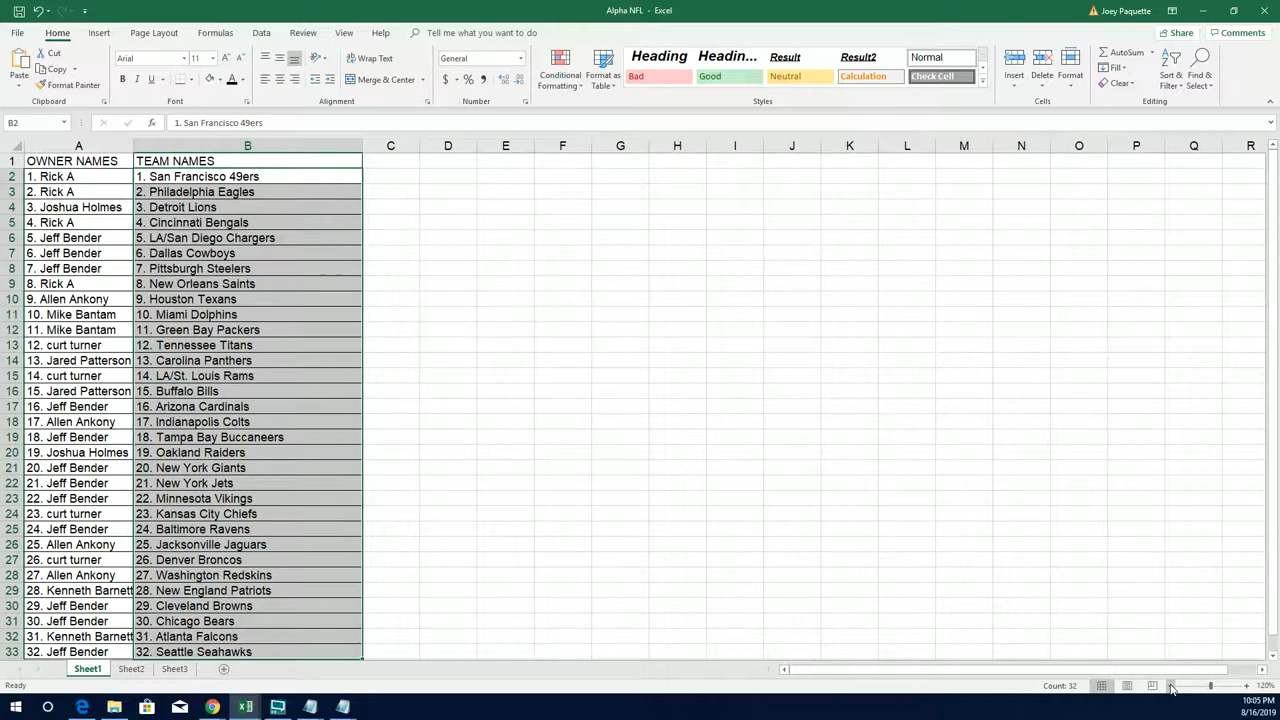 Alpha NFL - Excel
Joey Paquette
File Home Insert Page Layout Formulas Data Review View Help Tell me what you want to do
Share Comments
Paste Cut
Copy
Format Painter
Clipboard
Arial
B I U
Font
Wrap Text
Merge & Center
Alignment
General
$ % ,
Number
Conditional Formatting
Format as Table
Heading Headin... Result Result2 Normal
Bad Good Neutral Calculation Check Cell
Styles
Insert Delete Format
Cells
AutoSum
Fill
Clear
Sort & Filter
Find & Select
Editing
B2 fx 1. San Francisco 49ers
A B C D E F G H I J K L M N O P Q R
1 OWNER NAMES TEAM NAMES
2 1. Rick A 1. San Francisco 49ers
3 2. Rick A 2. Philadelphia Eagles
4 3. Joshua Holmes 3. Detroit Lions
5 4. Rick A 4. Cincinnati Bengals
6 5. Jeff Bender 5. LA/San Diego Chargers
7 6. Jeff Bender 6. Dallas Cowboys
8 7. Jeff Bender 7. Pittsburgh Steelers
9 8. Rick A 8. New Orleans Saints
10 9. Allen Ankony 9. Houston Texans
11 10. Mike Bantam 10. Miami Dolphins
12 11. Mike Bantam 11. Green Bay Packers
13 12. curt turner 12. Tennessee Titans
14 13. Jared Patterson 13. Carolina Panthers
15 14. curt turner 14. LA/St. Louis Rams
16 15. Jared Patterson 15. Buffalo Bills
17 16. Jeff Bender 16. Arizona Cardinals
18 17. Allen Ankony 17. Indianapolis Colts
19 18. Jeff Bender 18. Tampa Bay Buccaneers
20 19. Joshua Holmes 19. Oakland Raiders
21 20. Jeff Bender 20. New York Giants
22 21. Jeff Bender 21. New York Jets
23 22. Jeff Bender 22. Minnesota Vikings
24 23. curt turner 23. Kansas City Chiefs
25 24. Jeff Bender 24. Baltimore Ravens
26 25. Allen Ankony 25. Jacksonville Jaguars
27 26. curt turner 26. Denver Broncos
28 27. Allen Ankony 27. Washington Redskins
29 28. Kenneth Barnett 28. New England Patriots
30 29. Jeff Bender 29. Cleveland Browns
31 30. Jeff Bender 30. Chicago Bears
32 31. Kenneth Barnett 31. Atlanta Falcons
33 32. Jeff Bender 32. Seattle Seahawks
Sheet1 Sheet2 Sheet3
Ready Count: 32 120%
10:05 PM
8/16/2019